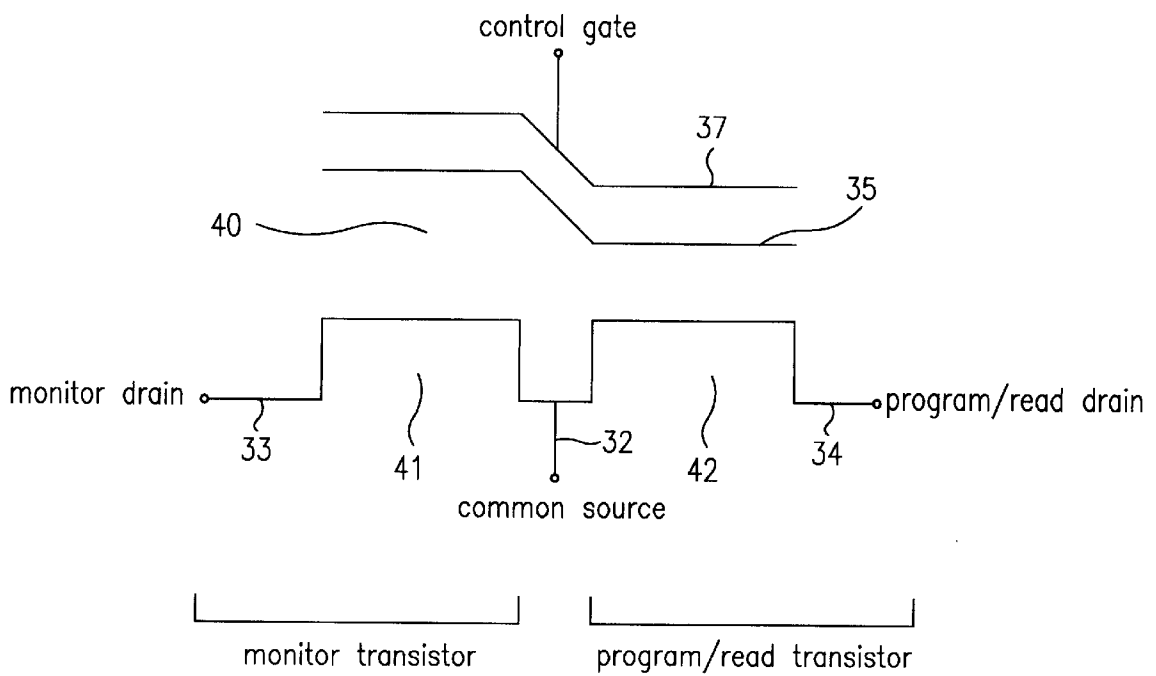 control gate
37
35
40
monitor drain
program/read drain
33
41
32
42
34
common source
monitor transistor
program/read transistor